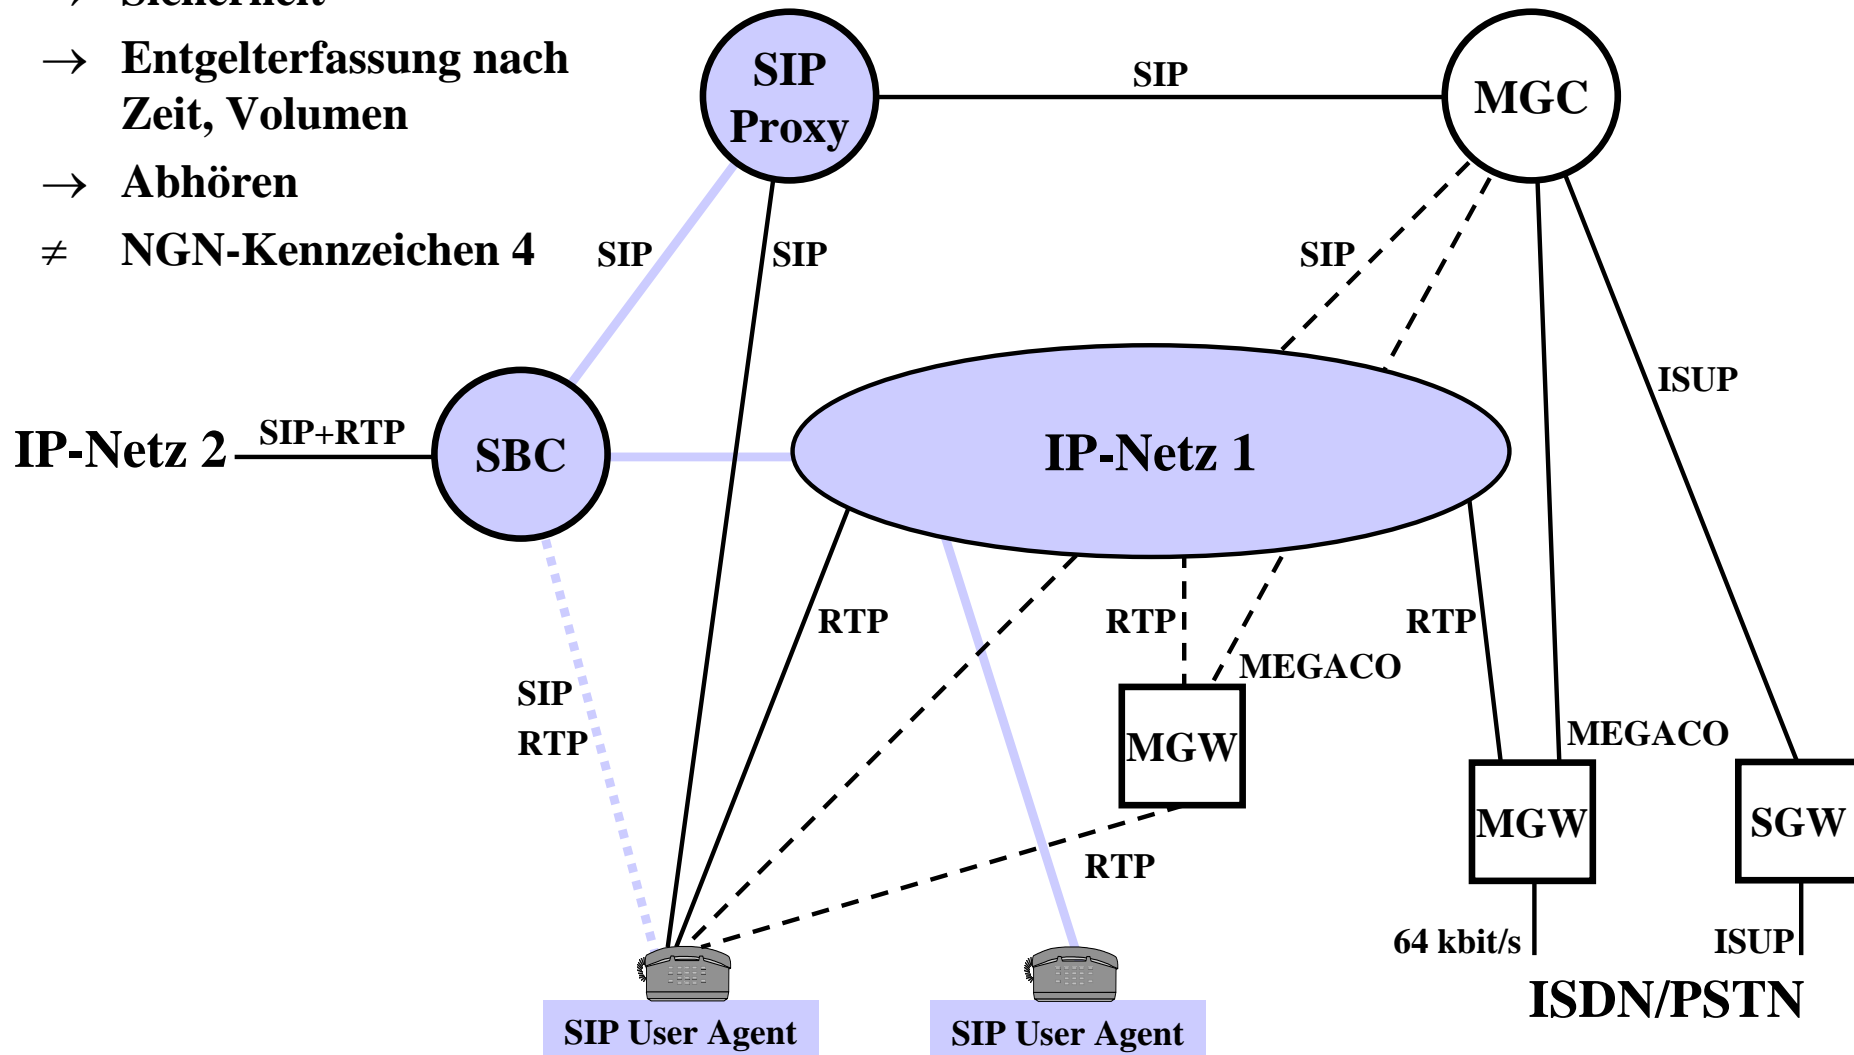 → Sicherheit
→ Entgelterfassung nach
Zeit, Volumen
→ Abhören
≠ NGN-Kennzeichen 4
SIP
Proxy
SIP
MGC
SIP
SIP
SIP
ISUP
IP-Netz 2
SIP+RTP
SBC
IP-Netz 1
RTP
RTP
RTP
MEGACO
SIP
RTP
MGW
MEGACO
MGW
SGW
RTP
64 kbit/s
ISUP
ISDN/PSTN
SIP User Agent
SIP User Agent